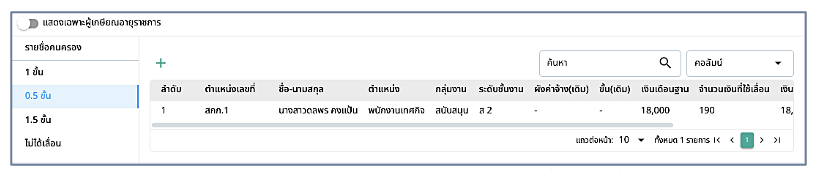 แสดงเฉพาะผู้เกษียณอายุราชการ
รายชื่อคนครอง
1 ขั้น
0.5 ขั้น
1.5 ขั้น
ไม่ได้เลื่อน
ค้นหา
คอลัมน์
ลำดับ ตำแหน่งเลขที่ ชื่อ-นามสกุล ตำแหน่ง กลุ่มงาน ระดับชั้นงาน ผังค่าจ้าง(เดิม) ขั้น(เดิม) เงินเดือนฐาน จำนวนเงินที่ใช้เลื่อน เงิน
1 สกก.1 นางสาวดลพร คงแป้น พนักงานเทศกิจ สนับสนุน ส 2 - - 18,000 190 18,
แถวต่อหน้า: 10 ทั้งหมด 1 รายการ 1